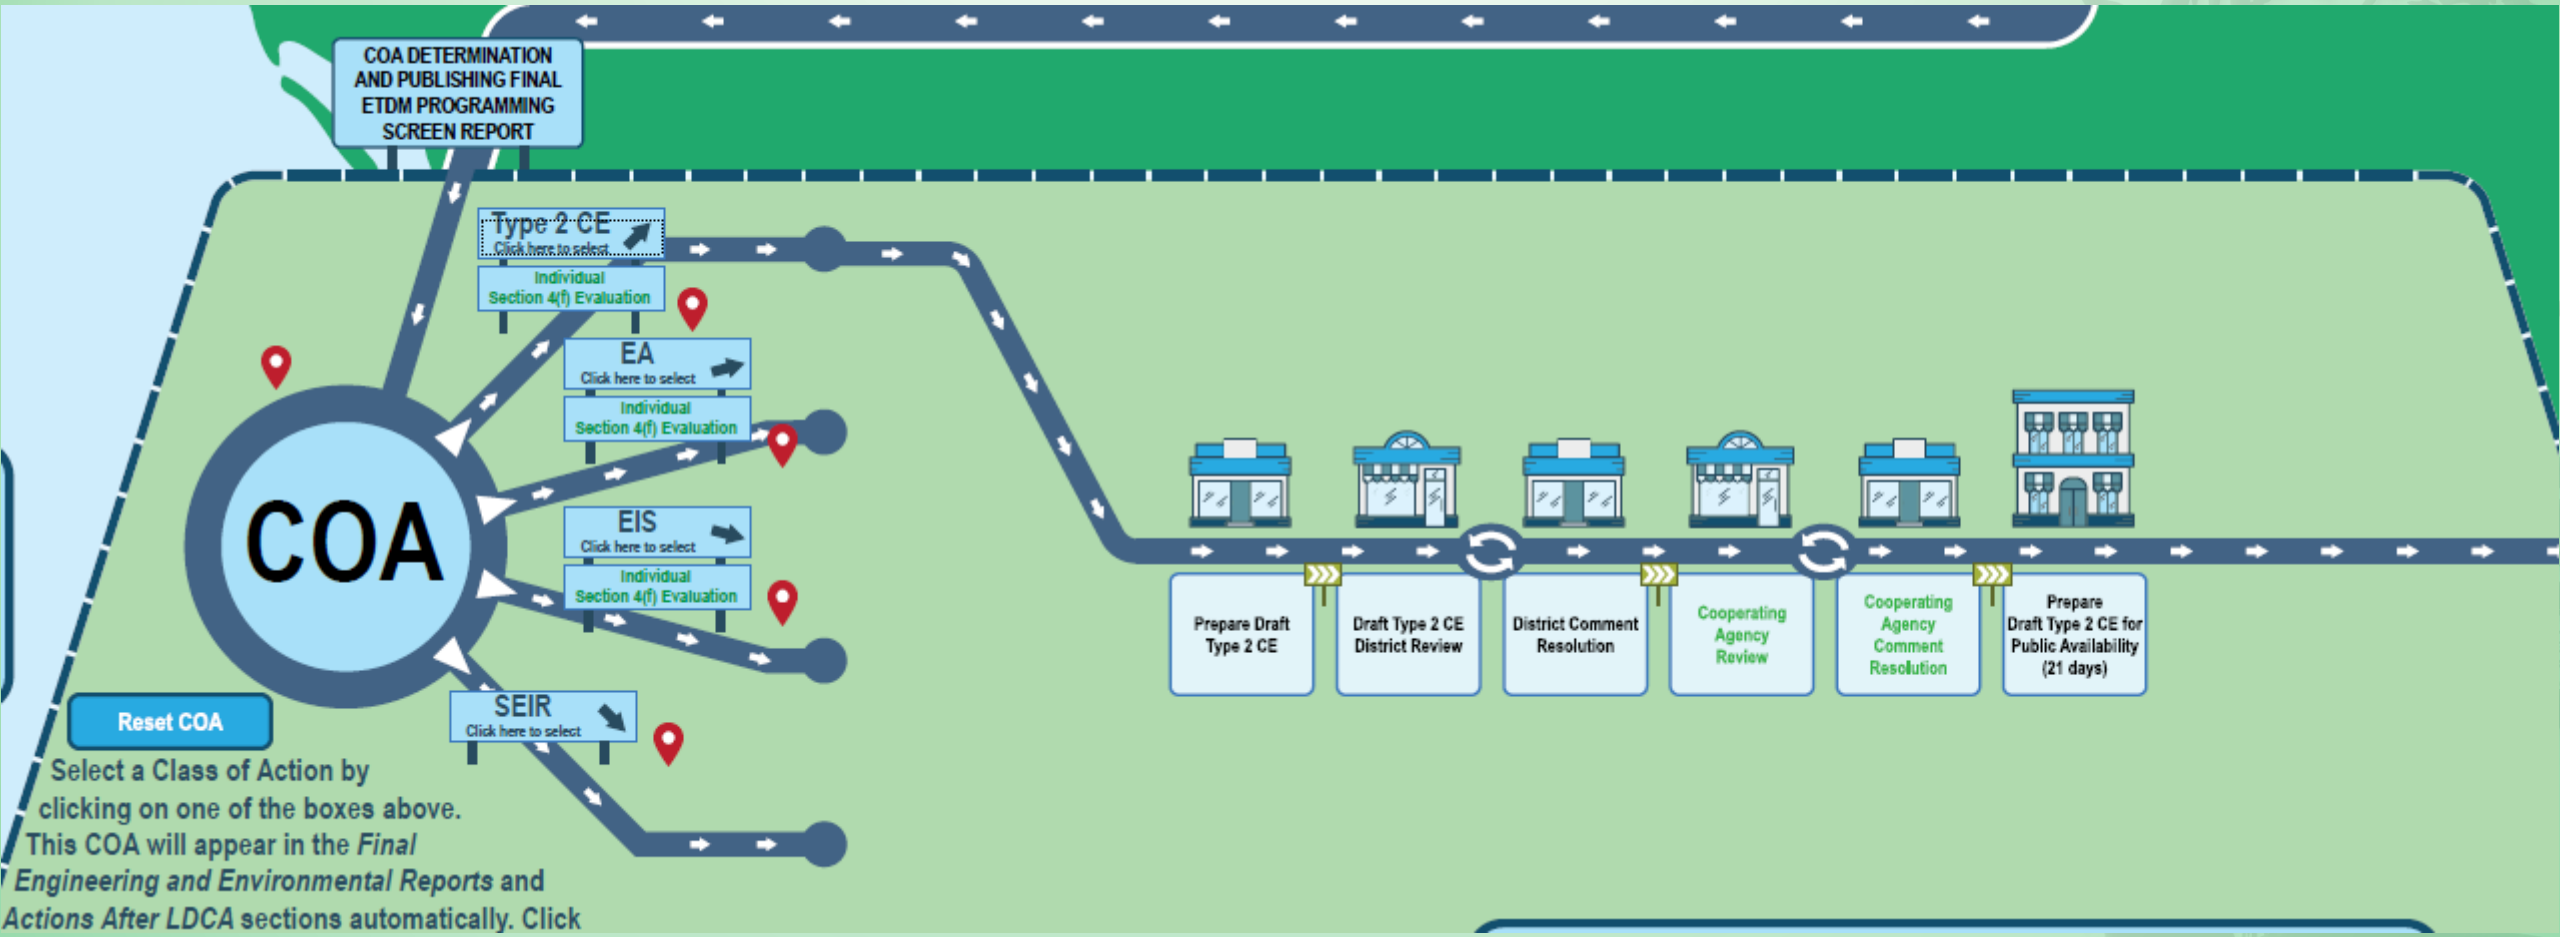 COA DETERMINATION
AND PUBLISHING FINAL
ETDM PROGRAMMING
SCREEN REPORT
Type 2 CE
Click here to select
Individual
Section 4(f) Evaluation
EA
Click here to select
Individual
Section 4(f) Evaluation
COA
EIS
Click here to select
Individual
Section 4(f) Evaluation
SEIR
Click here to select
Reset COA
Select a Class of Action by
clicking on one of the boxes above.
This COA will appear in the Final
Engineering and Environmental Reports and
Actions After LDCA sections automatically. Click
Prepare Draft
Type 2 CE
Draft Type 2 CE
District Review
District Comment
Resolution
Cooperating
Agency
Review
Cooperating
Agency
Comment
Resolution
Prepare
Draft Type 2 CE for
Public Availability
(21 days)